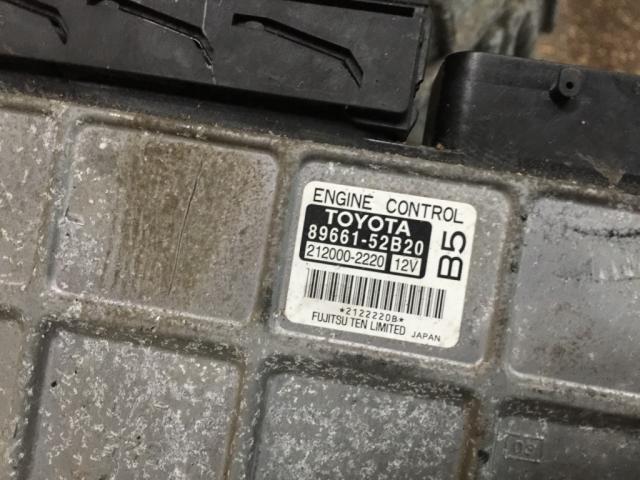 ENGINE CONTROL
TOYOTA
89661-52B20
212000-2220 12V
B5
*2122220B*
FUJITSU TEN LIMITED JAPAN